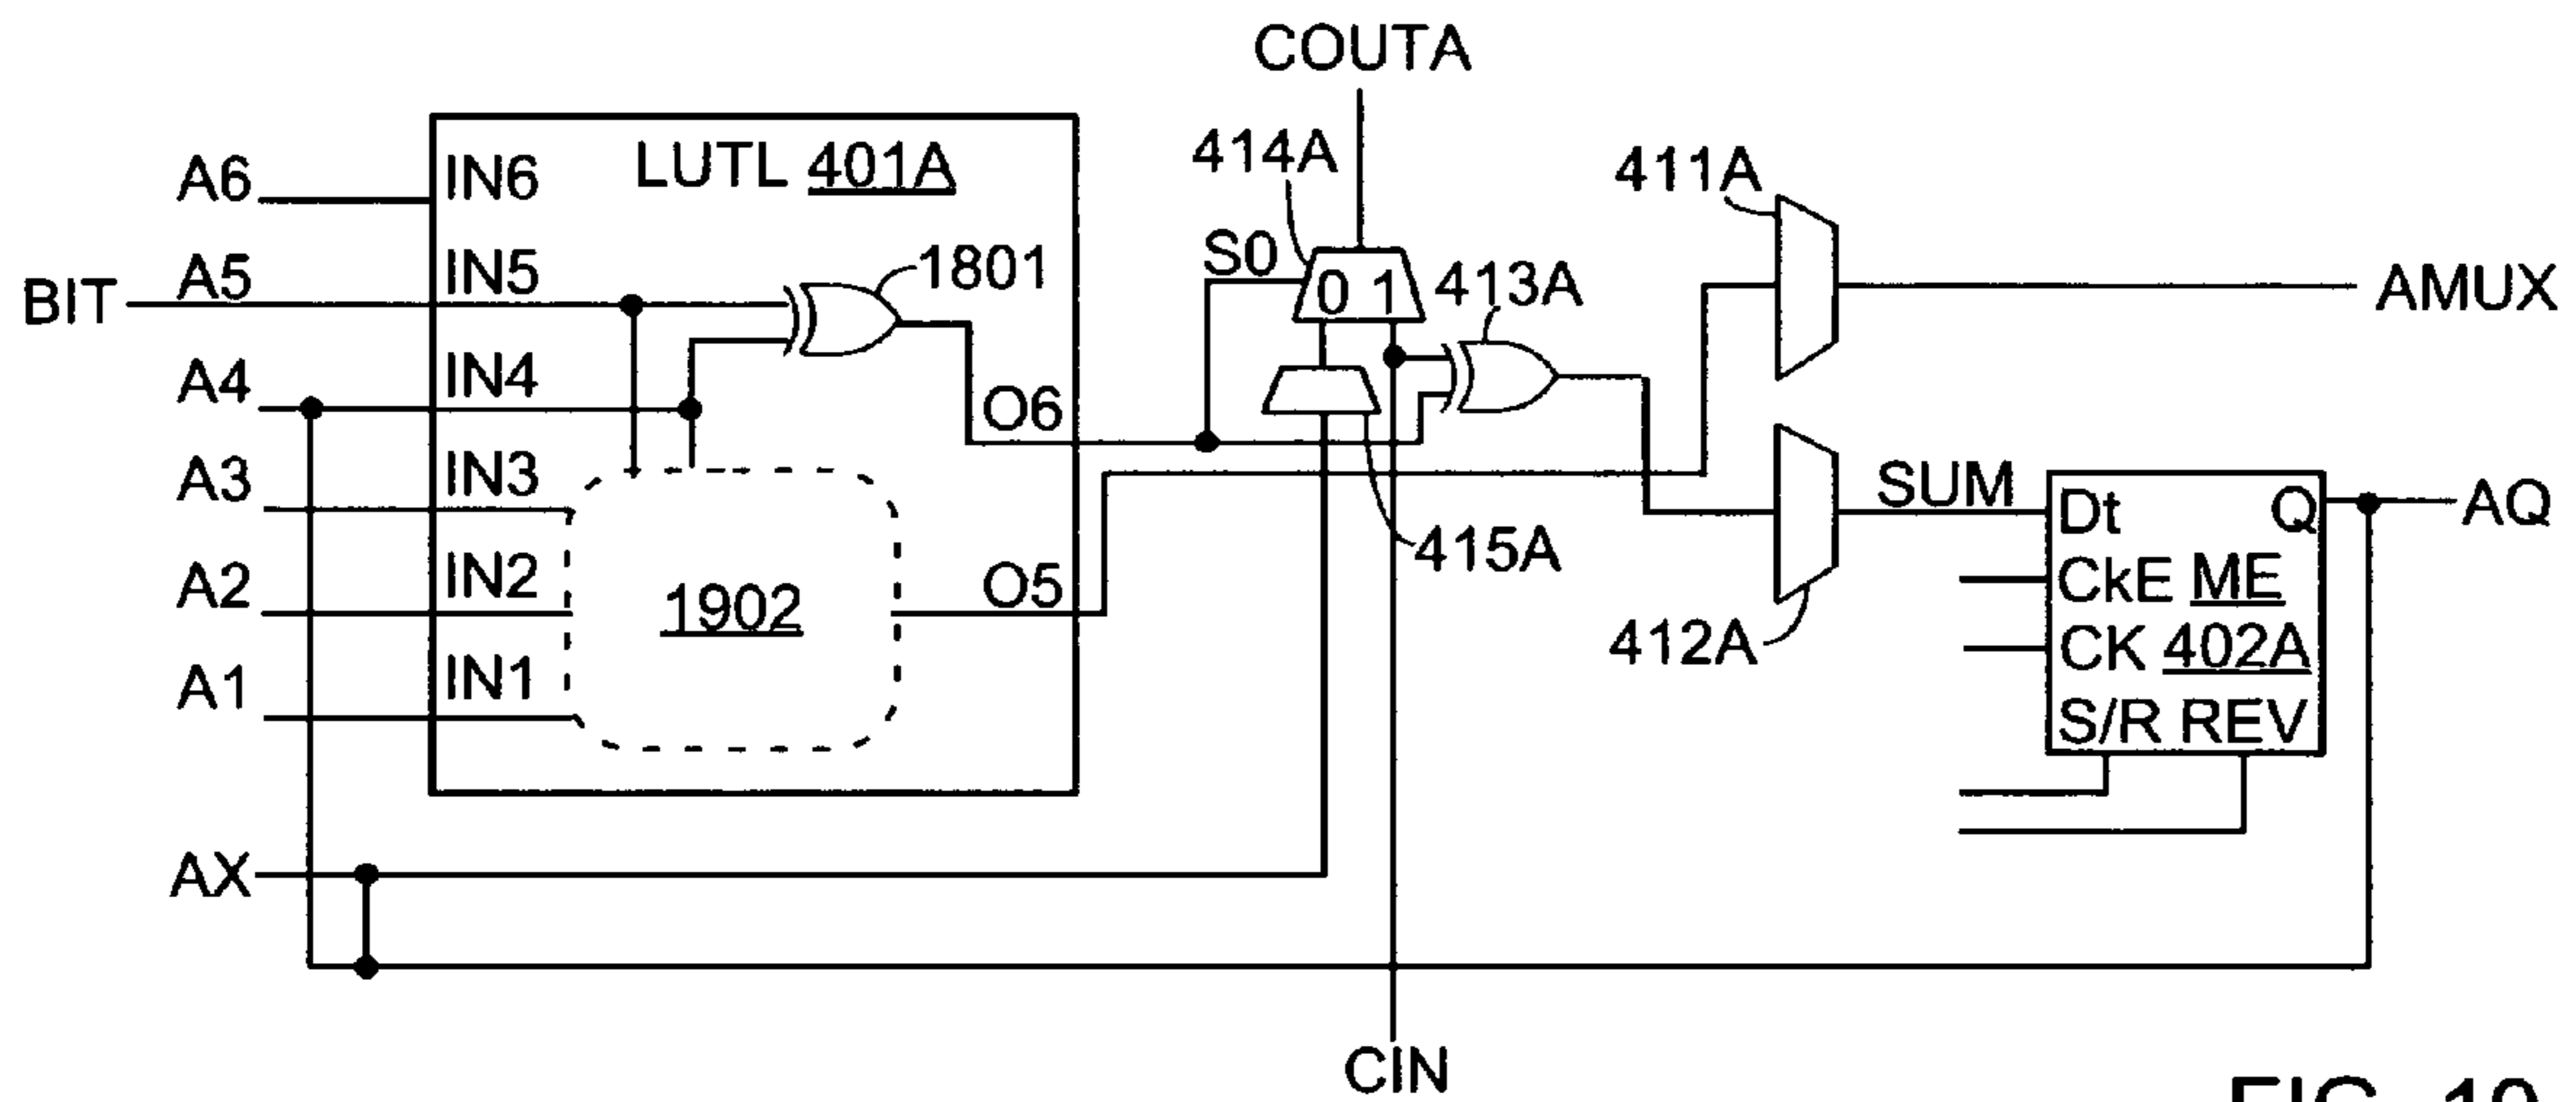 COUTA
A6
IN6
LUTL 401A
414A
411A
BIT
A5
IN5
1801
S0
0 1
413A
AMUX
A4
IN4
O6
A3
IN3
SUM
Dt
Q
AQ
415A
A2
IN2
1902
O5
CkE ME
412A
CK 402A
A1
IN1
S/R REV
AX
CIN